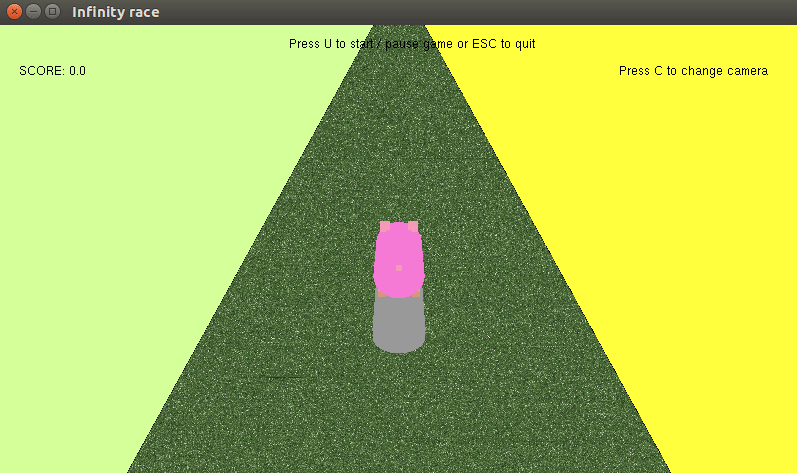 Infinity race
Press U to start / pause game or ESC to quit
SCORE: 0.0
Press C to change camera